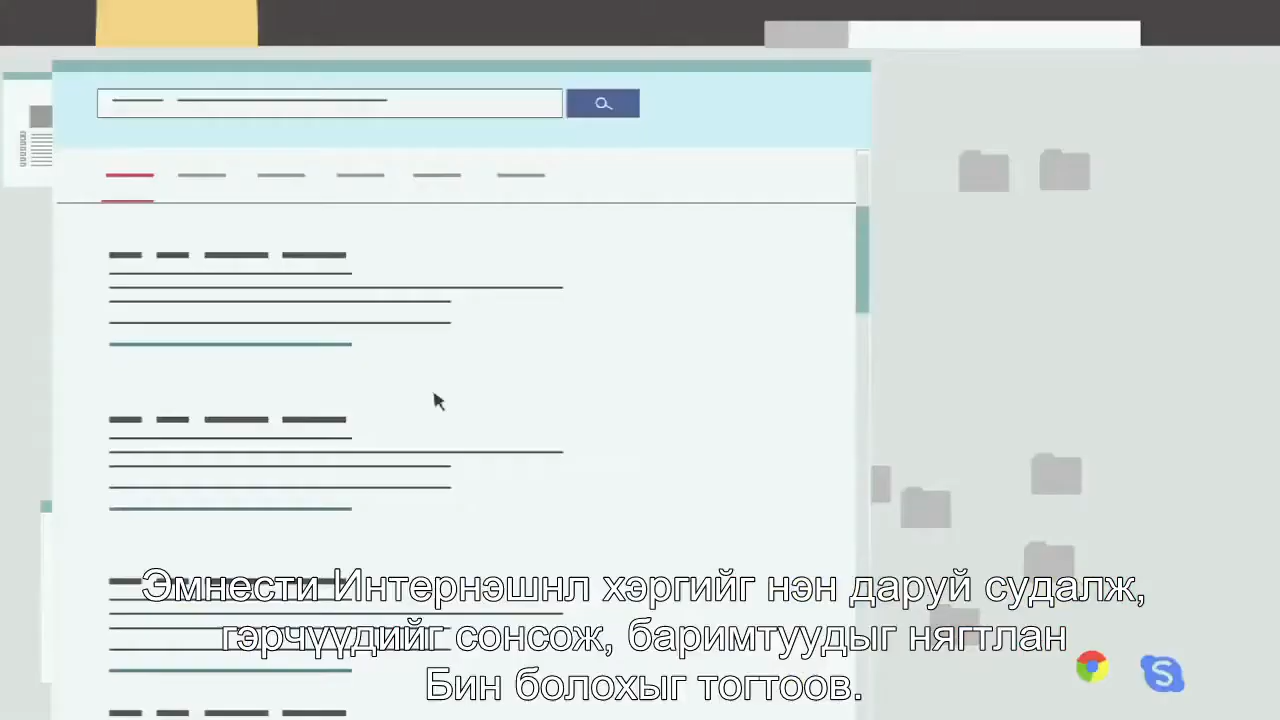 Эмнести Интернэшнл хэргийг нэн даруй судалж,
гэрчүүдийг сонсож, баримтуудыг нягтлан
Бин болохыг тогтоов.